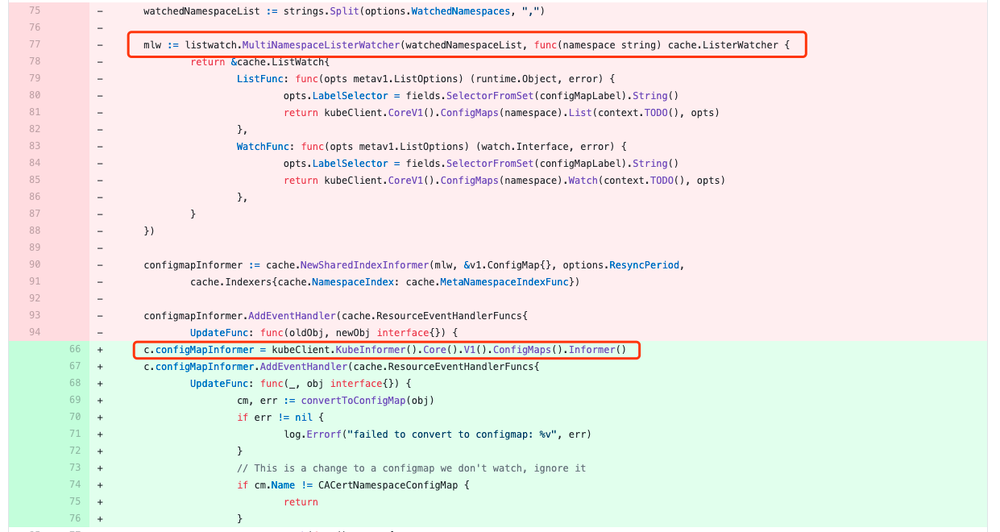 75 - watchedNamespaceList := strings.Split(options.WatchedNamespaces, ",")
76 -
77 - mlw := listwatch.MultiNamespaceListerWatcher(watchedNamespaceList, func(namespace string) cache.ListerWatcher {
78 - return &cache.ListWatch{
79 - ListFunc: func(opts metav1.ListOptions) (runtime.Object, error) {
80 - opts.LabelSelector = fields.SelectorFromSet(configMapLabel).String()
81 - return kubeClient.CoreV1().ConfigMaps(namespace).List(context.TODO(), opts)
82 - },
83 - WatchFunc: func(opts metav1.ListOptions) (watch.Interface, error) {
84 - opts.LabelSelector = fields.SelectorFromSet(configMapLabel).String()
85 - return kubeClient.CoreV1().ConfigMaps(namespace).Watch(context.TODO(), opts)
86 - },
87 - }
88 - })
89 -
90 - configmapInformer := cache.NewSharedIndexInformer(mlw, &v1.ConfigMap{}, options.ResyncPeriod,
91 - cache.Indexers{cache.NamespaceIndex: cache.MetaNamespaceIndexFunc})
92 -
93 - configmapInformer.AddEventHandler(cache.ResourceEventHandlerFuncs{
94 - UpdateFunc: func(oldObj, newObj interface{}) {
66 + c.configMapInformer = kubeClient.KubeInformer().Core().V1().ConfigMaps().Informer()
67 + c.configMapInformer.AddEventHandler(cache.ResourceEventHandlerFuncs{
68 + UpdateFunc: func(_, obj interface{}) {
69 + cm, err := convertToConfigMap(obj)
70 + if err != nil {
71 + log.Errorf("failed to convert to configmap: %v", err)
72 + }
73 + // This is a change to a configmap we don't watch, ignore it
74 + if cm.Name != CACertNamespaceConfigMap {
75 + return
76 + }